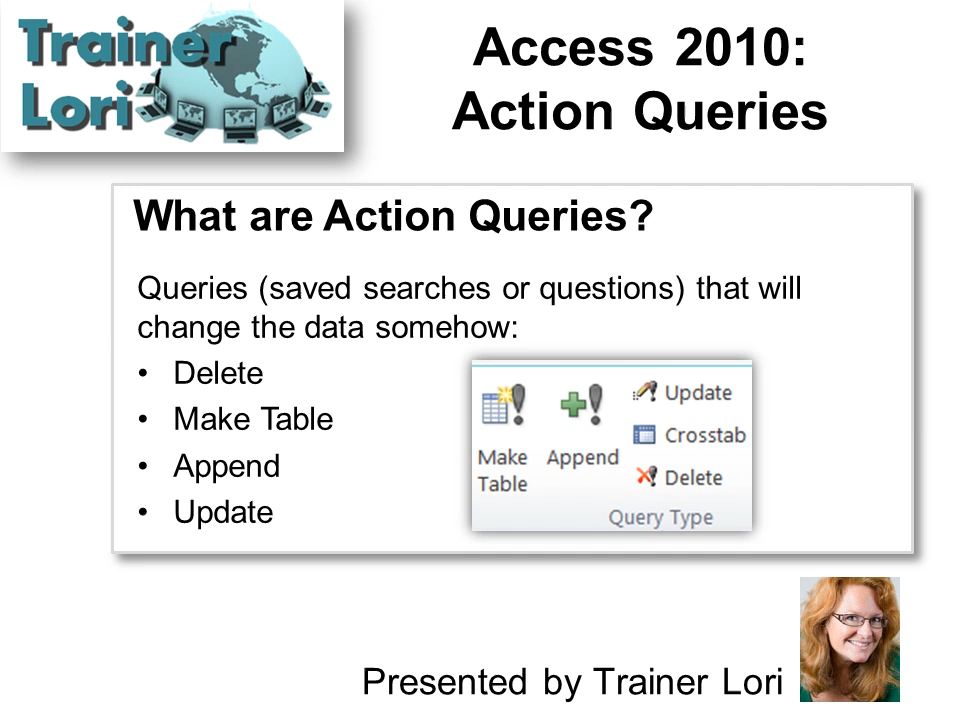 Trainer
Lori
Access 2010:
Action Queries
What are Action Queries?
Queries (saved searches or questions) that will
change the data somehow:
• Delete
• Make Table
• Append
• Update
Make
Table
Append
Update
Crosstab
Delete
Query Type
Presented by Trainer Lori